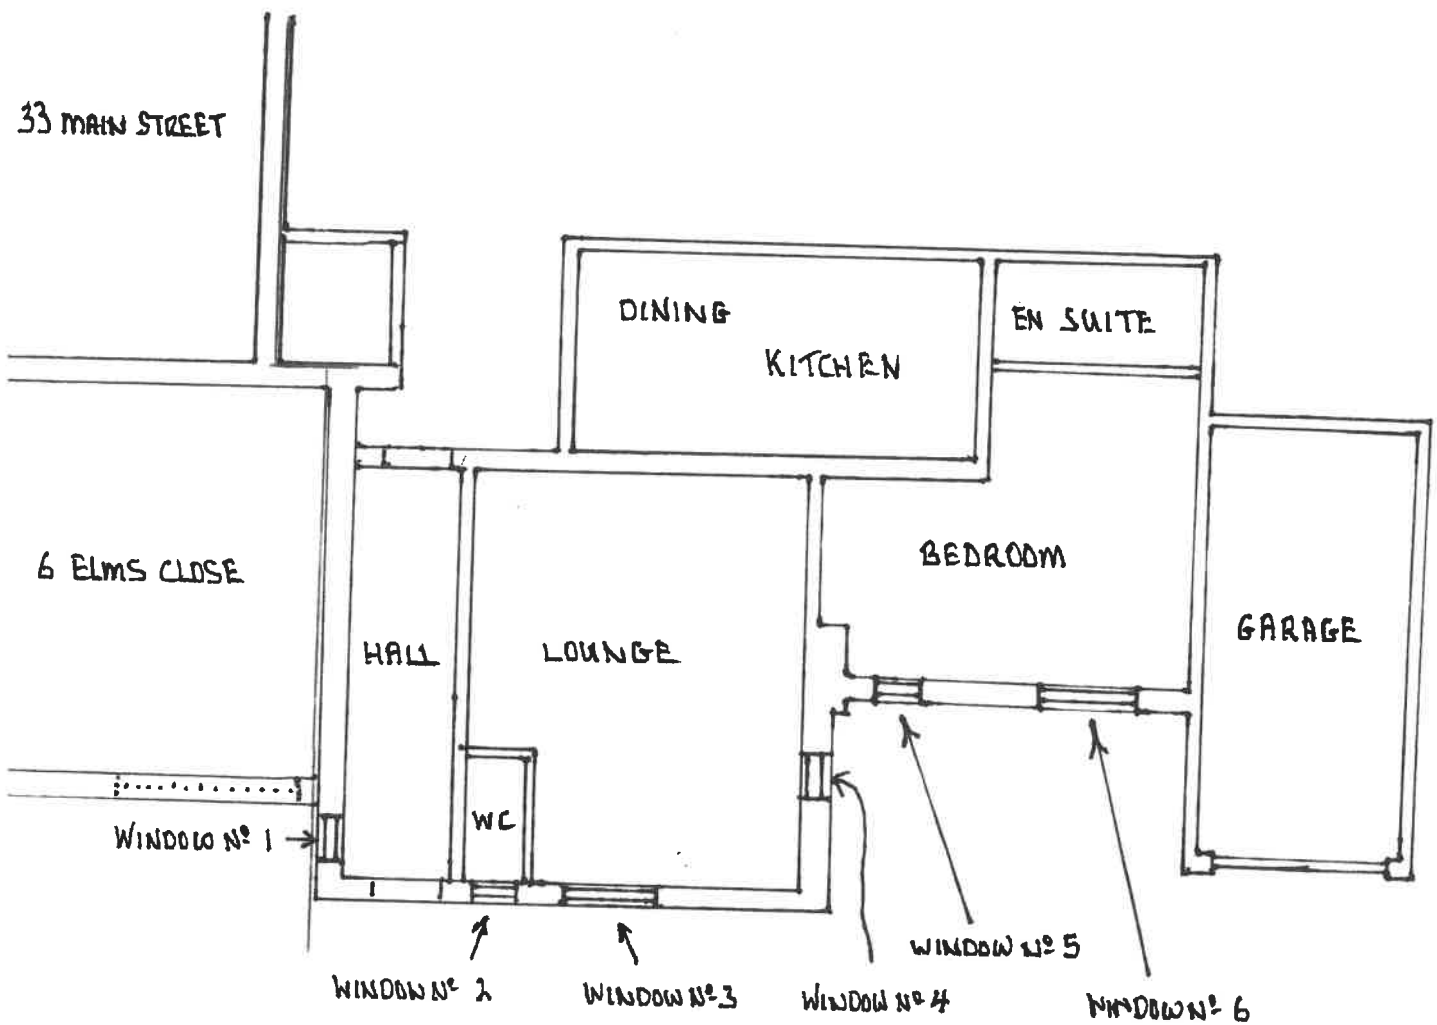 33 MAIN STREET
DINING
KITCHEN
EN SUITE
6 ELMS CLOSE
HALL
LOUNGE
BEDROOM
GARAGE
WC
WINDOW Nº 1
WINDOW Nº 2
WINDOW Nº 3
WINDOW Nº 4
WINDOW Nº 5
WINDOW Nº 6